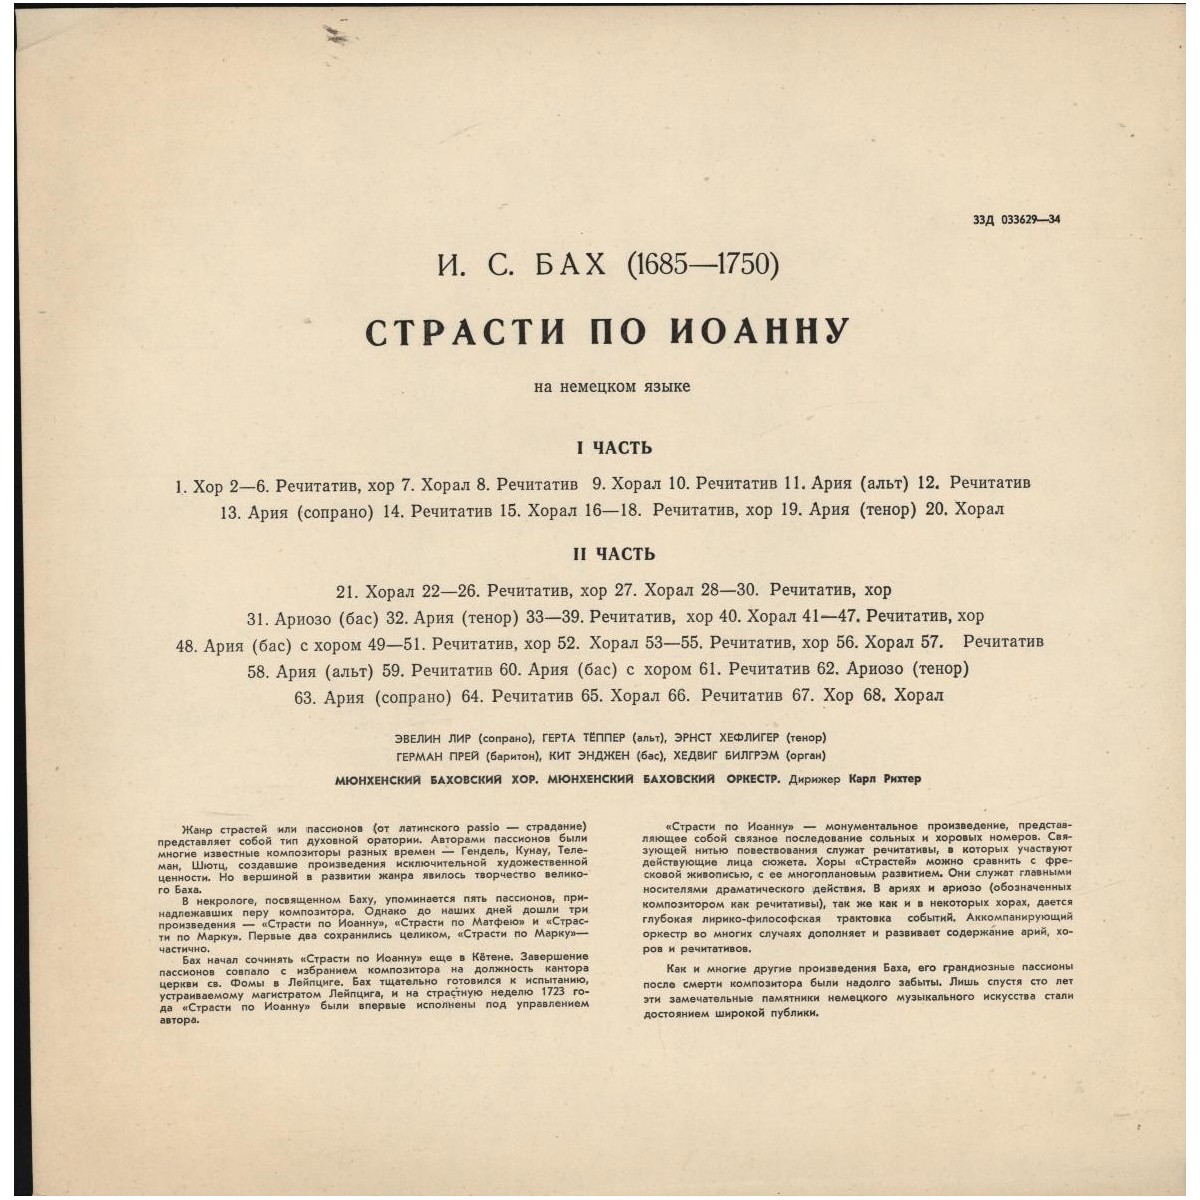 33Д 033629—34
И. С. БАХ (1685—1750)
СТРАСТИ ПО ИОАННУ
на немецком языке
I ЧАСТЬ
1. Хор 2—6. Речитатив, хор 7. Хорал 8. Речитатив 9. Хорал 10. Речитатив 11. Ария (альт) 12. Речитатив
13. Ария (сопрано) 14. Речитатив 15. Хорал 16—18. Речитатив, хор 19. Ария (тенор) 20. Хорал
II ЧАСТЬ
21. Хорал 22—26. Речитатив, хор 27. Хорал 28—30. Речитатив, хор
31. Ариозо (бас) 32. Ария (тенор) 33—39. Речитатив, хор 40. Хорал 41—47. Речитатив, хор
48. Ария (бас) с хором 49—51. Речитатив, хор 52. Хорал 53—55. Речитатив, хор 56. Хорал 57. Речитатив
58. Ария (альт) 59. Речитатив 60. Ария (бас) с хором 61. Речитатив 62. Ариозо (тенор)
63. Ария (сопрано) 64. Речитатив 65. Хорал 66. Речитатив 67. Хор 68. Хорал
ЭВЕЛИН ЛИР (сопрано), ГЕРТА ТЁППЕР (альт), ЭРНСТ ХЕФЛИГЕР (тенор)
ГЕРМАН ПРЕЙ (баритон), КИТ ЭНДЖЕН (бас), ХЕДВИГ БИЛГРЭМ (орган)
МЮНХЕНСКИЙ БАХОВСКИЙ ХОР. МЮНХЕНСКИЙ БАХОВСКИЙ ОРКЕСТР. Дирижер Карл Рихтер
Жанр страстей или пассионов (от латинского passio — страдание)
представляет собой тип духовной оратории. Авторами пассионов были
многие известные композиторы разных времен — Гендель, Кунау, Теле-
ман, Шютц, создавшие произведения исключительной художественной
ценности. Но вершиной в развитии жанра явилось творчество велико-
го Баха.
В некрологе, посвященном Баху, упоминается пять пассионов, при-
надлежавших перу композитора. Однако до наших дней дошли три
произведения — «Страсти по Иоанну», «Страсти по Матфею» и «Страс-
ти по Марку». Первые два сохранились целиком, «Страсти по Марку»—
частично.
Бах начал сочинять «Страсти по Иоанну» еще в Кётене. Завершение
пассионов совпало с избранием композитора на должность кантора
церкви св. Фомы в Лейпциге. Бах тщательно готовился к испытанию,
устраиваемому магистратом Лейпцига, и на страстную неделю 1723 го-
да «Страсти по Иоанну» были впервые исполнены под управлением
автора.
«Страсти по Иоанну» — монументальное произведение, представ-
ляющее собой связное последование сольных и хоровых номеров. Свя-
зующей нитью повествования служат речитативы, в которых участвуют
действующие лица сюжета. Хоры «Страстей» можно сравнить с фре-
сковой живописью, с ее многоплановым развитием. Они служат главными
носителями драматического действия. В ариях и ариозо (обозначенных
композитором как речитативы), так же как и в некоторых хорах, дается
глубокая лирико-философская трактовка событий. Аккомпанирующий
оркестр во многих случаях дополняет и развивает содержание арий, хо-
ров и речитативов.
Как и многие другие произведения Баха, его грандиозные пассионы
после смерти композитора были надолго забыты. Лишь спустя сто лет
эти замечательные памятники немецкого музыкального искусства стали
достоянием широкой публики.